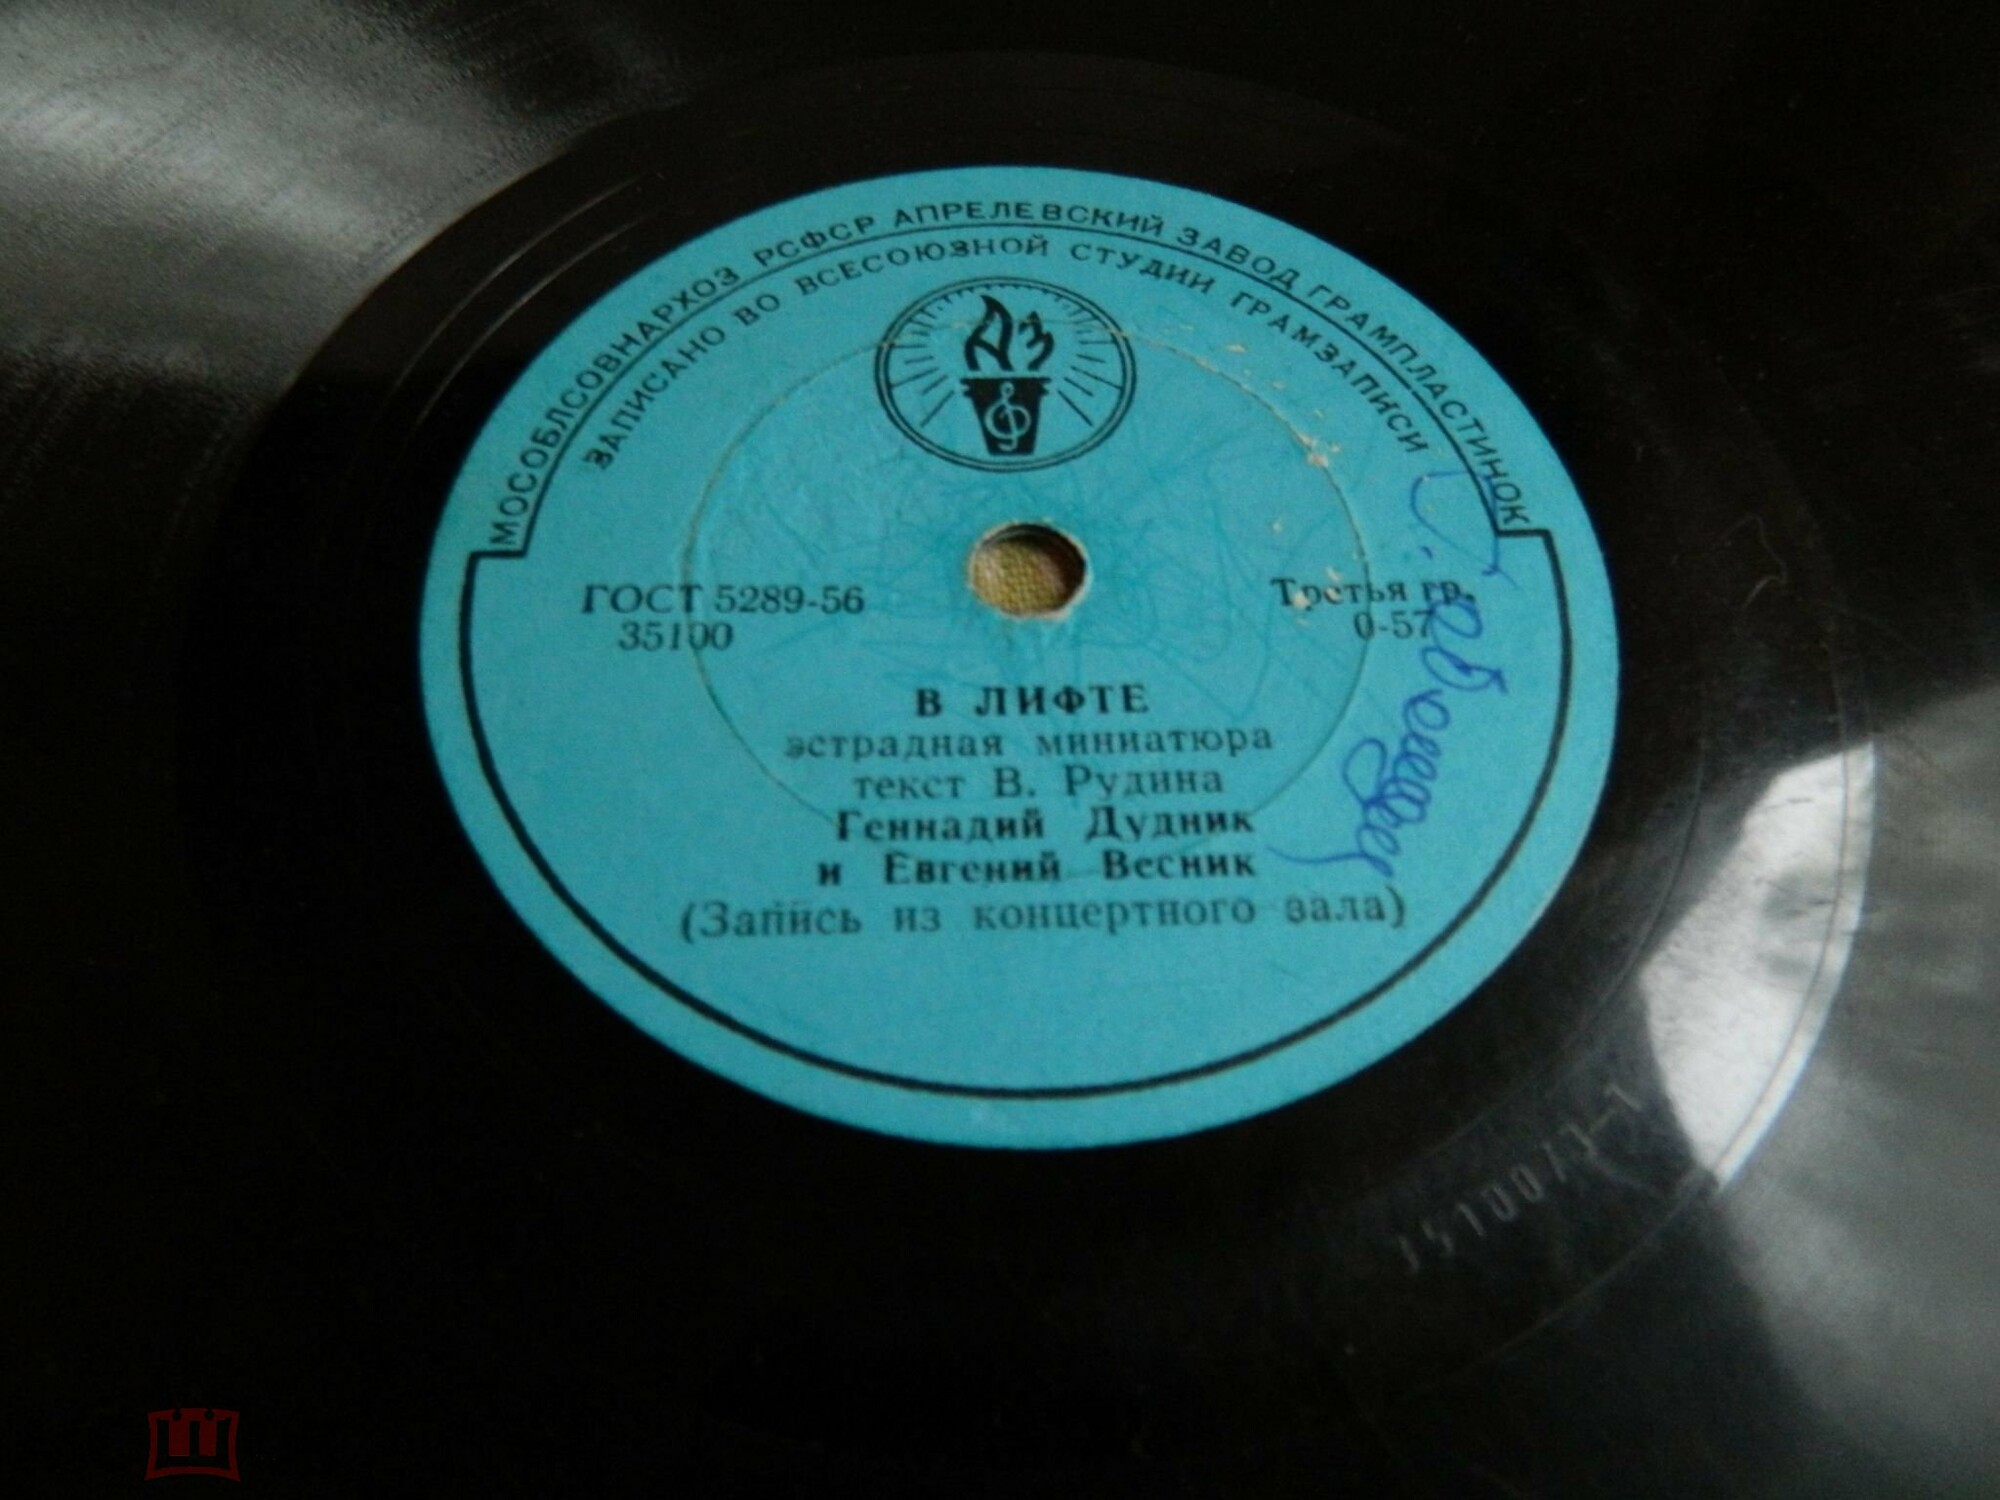 МОСОБЛСОВНАРХОЗ РСФСР АПРЕЛЕВСКИЙ ЗАВОД ГРАМПЛАСТИНОК
ЗАПИСАНО ВО ВСЕСОЮЗНОЙ СТУДИИ ГРАМЗАПИСИ
АЗ
ГОСТ 5289-56
35100
Третья гр.
0-57
В ЛИФТЕ
эстрадная миниатюра
текст В. Рудина
Геннадий Дудник
и Евгений Весник
(Запись из концертного зала)